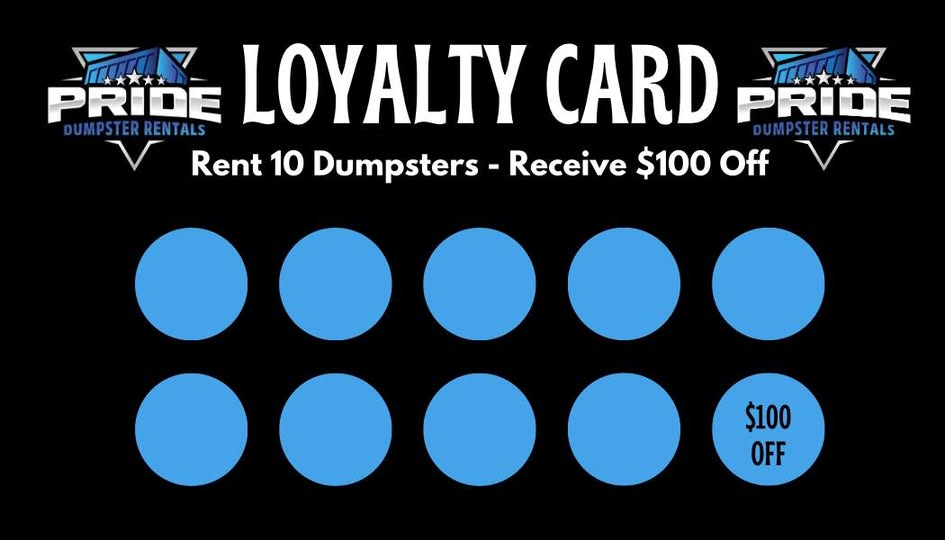 LOYALTY CARD
PRIDE
DUMPSTER RENTALS
PRIDE
DUMPSTER RENTALS
Rent 10 Dumpsters - Receive $100 Off
$100
OFF